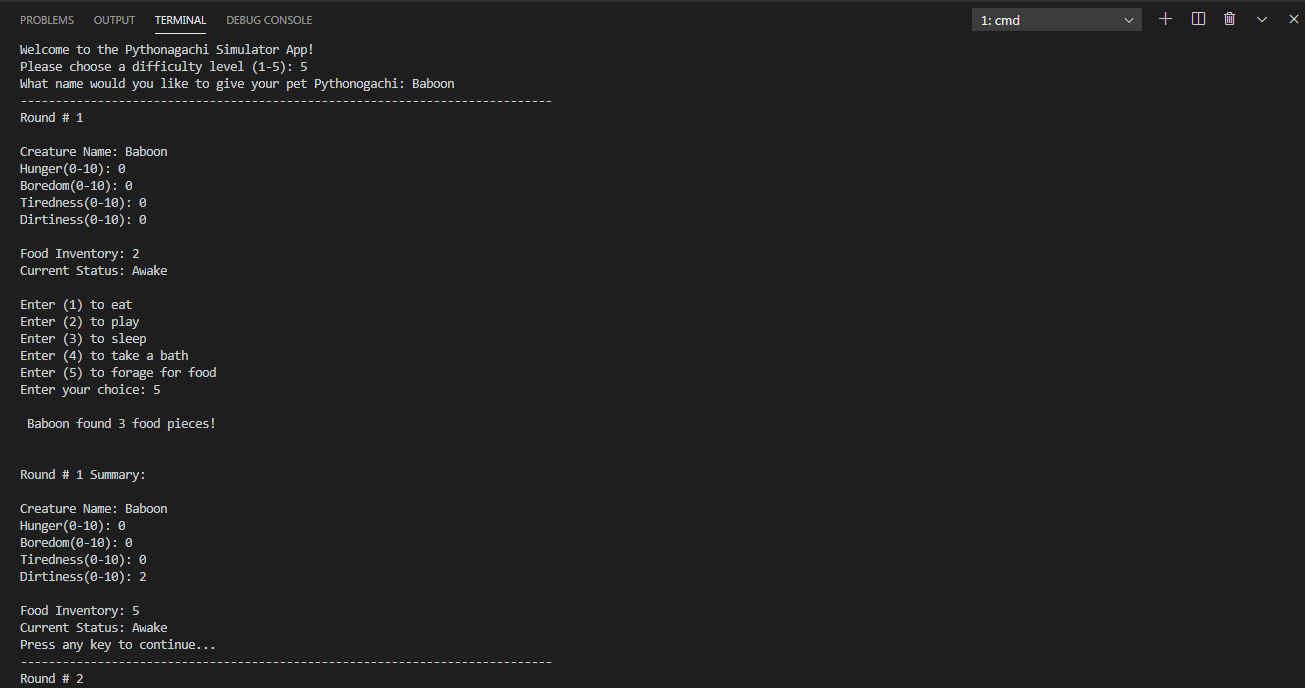 PROBLEMS OUTPUT TERMINAL DEBUG CONSOLE 1: cmd
Welcome to the Pythonagachi Simulator App!
Please choose a difficulty level (1-5): 5
What name would you like to give your pet Pythonogachi: Baboon
----------------------------------------------------------------------------
Round # 1
Creature Name: Baboon
Hunger(0-10): 0
Boredom(0-10): 0
Tiredness(0-10): 0
Dirtiness(0-10): 0
Food Inventory: 2
Current Status: Awake
Enter (1) to eat
Enter (2) to play
Enter (3) to sleep
Enter (4) to take a bath
Enter (5) to forage for food
Enter your choice: 5
Baboon found 3 food pieces!
Round # 1 Summary:
Creature Name: Baboon
Hunger(0-10): 0
Boredom(0-10): 0
Tiredness(0-10): 0
Dirtiness(0-10): 2
Food Inventory: 5
Current Status: Awake
Press any key to continue...
----------------------------------------------------------------------------
Round # 2